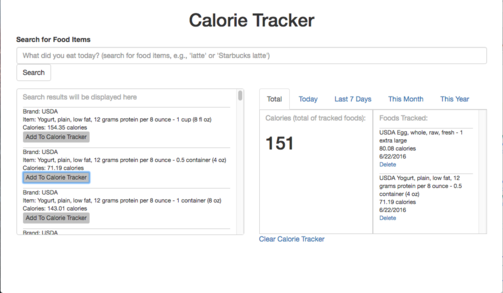 Calorie Tracker
Search for Food Items
What did you eat today? (search for food items, e.g., 'latte' or 'Starbucks latte')
Search
Search results will be displayed here
Brand: USDA
Item: Yogurt, plain, low fat, 12 grams protein per 8 ounce - 1 cup (8 fl oz)
Calories: 154.35 calories
Add To Calorie Tracker
Brand: USDA
Item: Yogurt, plain, low fat, 12 grams protein per 8 ounce - 0.5 container (4 oz)
Calories: 71.19 calories
Add To Calorie Tracker
Brand: USDA
Item: Yogurt, plain, low fat, 12 grams protein per 8 ounce - 1 container (8 oz)
Calories: 143.01 calories
Add To Calorie Tracker
Brand: USDA
Total
Today
Last 7 Days
This Month
This Year
Calories (total of tracked foods):
151
Foods Tracked:
USDA Egg, whole, raw, fresh - 1
extra large
80.08 calories
6/22/2016
Delete
USDA Yogurt, plain, low fat, 12
grams protein per 8 ounce - 0.5
container (4 oz)
71.19 calories
6/22/2016
Delete
Clear Calorie Tracker